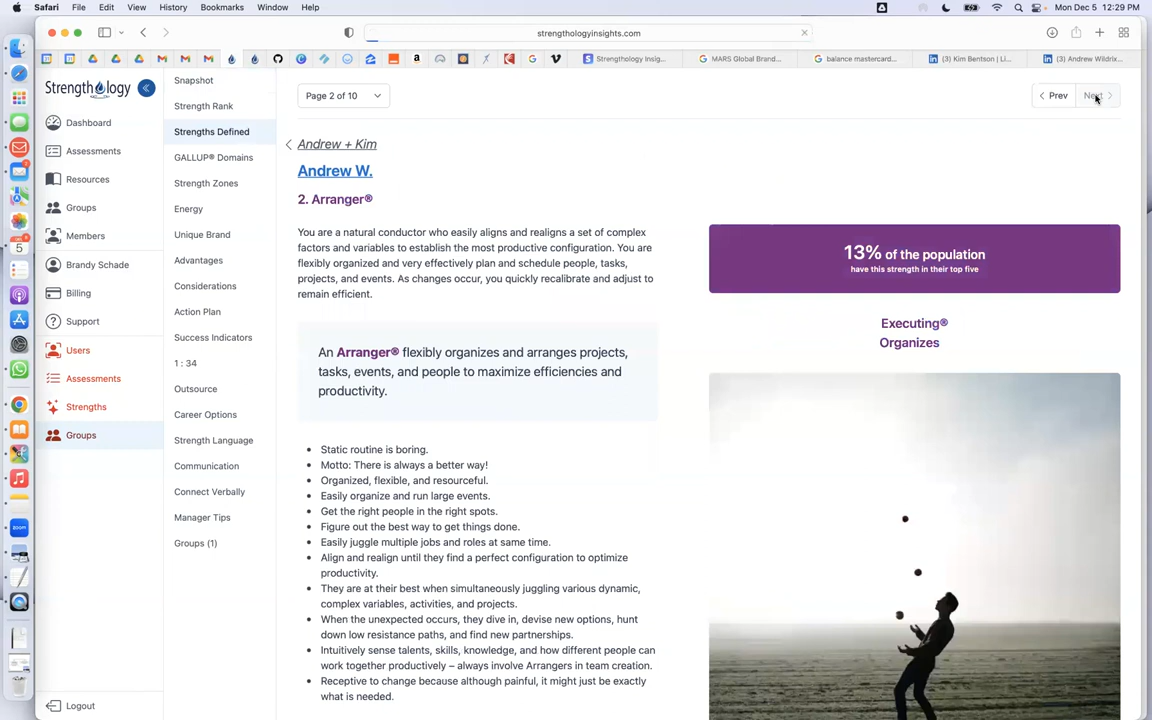 Safari File Edit View History Bookmarks Window Help Mon Dec 5 12:29 PM
strengthologyinsights.com
Strengthology Insig... MARS Global Brand... balance mastercard... (3) Kim Bentson | Li... (3) Andrew Wildrix...
Strengthology
Dashboard
Assessments
Resources
Groups
Members
Brandy Schade
Billing
Support
Users
Assessments
Strengths
Groups
Logout
Snapshot
Strength Rank
Strengths Defined
GALLUP® Domains
Strength Zones
Energy
Unique Brand
Advantages
Considerations
Action Plan
Success Indicators
1 : 34
Outsource
Career Options
Strength Language
Communication
Connect Verbally
Manager Tips
Groups (1)
Page 2 of 10
Prev Next
Andrew + Kim
Andrew W.
2. Arranger®
You are a natural conductor who easily aligns and realigns a set of complex
factors and variables to establish the most productive configuration. You are
flexibly organized and very effectively plan and schedule people, tasks,
projects, and events. As changes occur, you quickly recalibrate and adjust to
remain efficient.
An Arranger® flexibly organizes and arranges projects,
tasks, events, and people to maximize efficiencies and
productivity.
• Static routine is boring.
• Motto: There is always a better way!
• Organized, flexible, and resourceful.
• Easily organize and run large events.
• Get the right people in the right spots.
• Figure out the best way to get things done.
• Easily juggle multiple jobs and roles at same time.
• Align and realign until they find a perfect configuration to optimize
productivity.
• They are at their best when simultaneously juggling various dynamic,
complex variables, activities, and projects.
• When the unexpected occurs, they dive in, devise new options, hunt
down low resistance paths, and find new partnerships.
• Intuitively sense talents, skills, knowledge, and how different people can
work together productively – always involve Arrangers in team creation.
• Receptive to change because although painful, it might just be exactly
what is needed.
13% of the population
have this strength in their top five
Executing®
Organizes